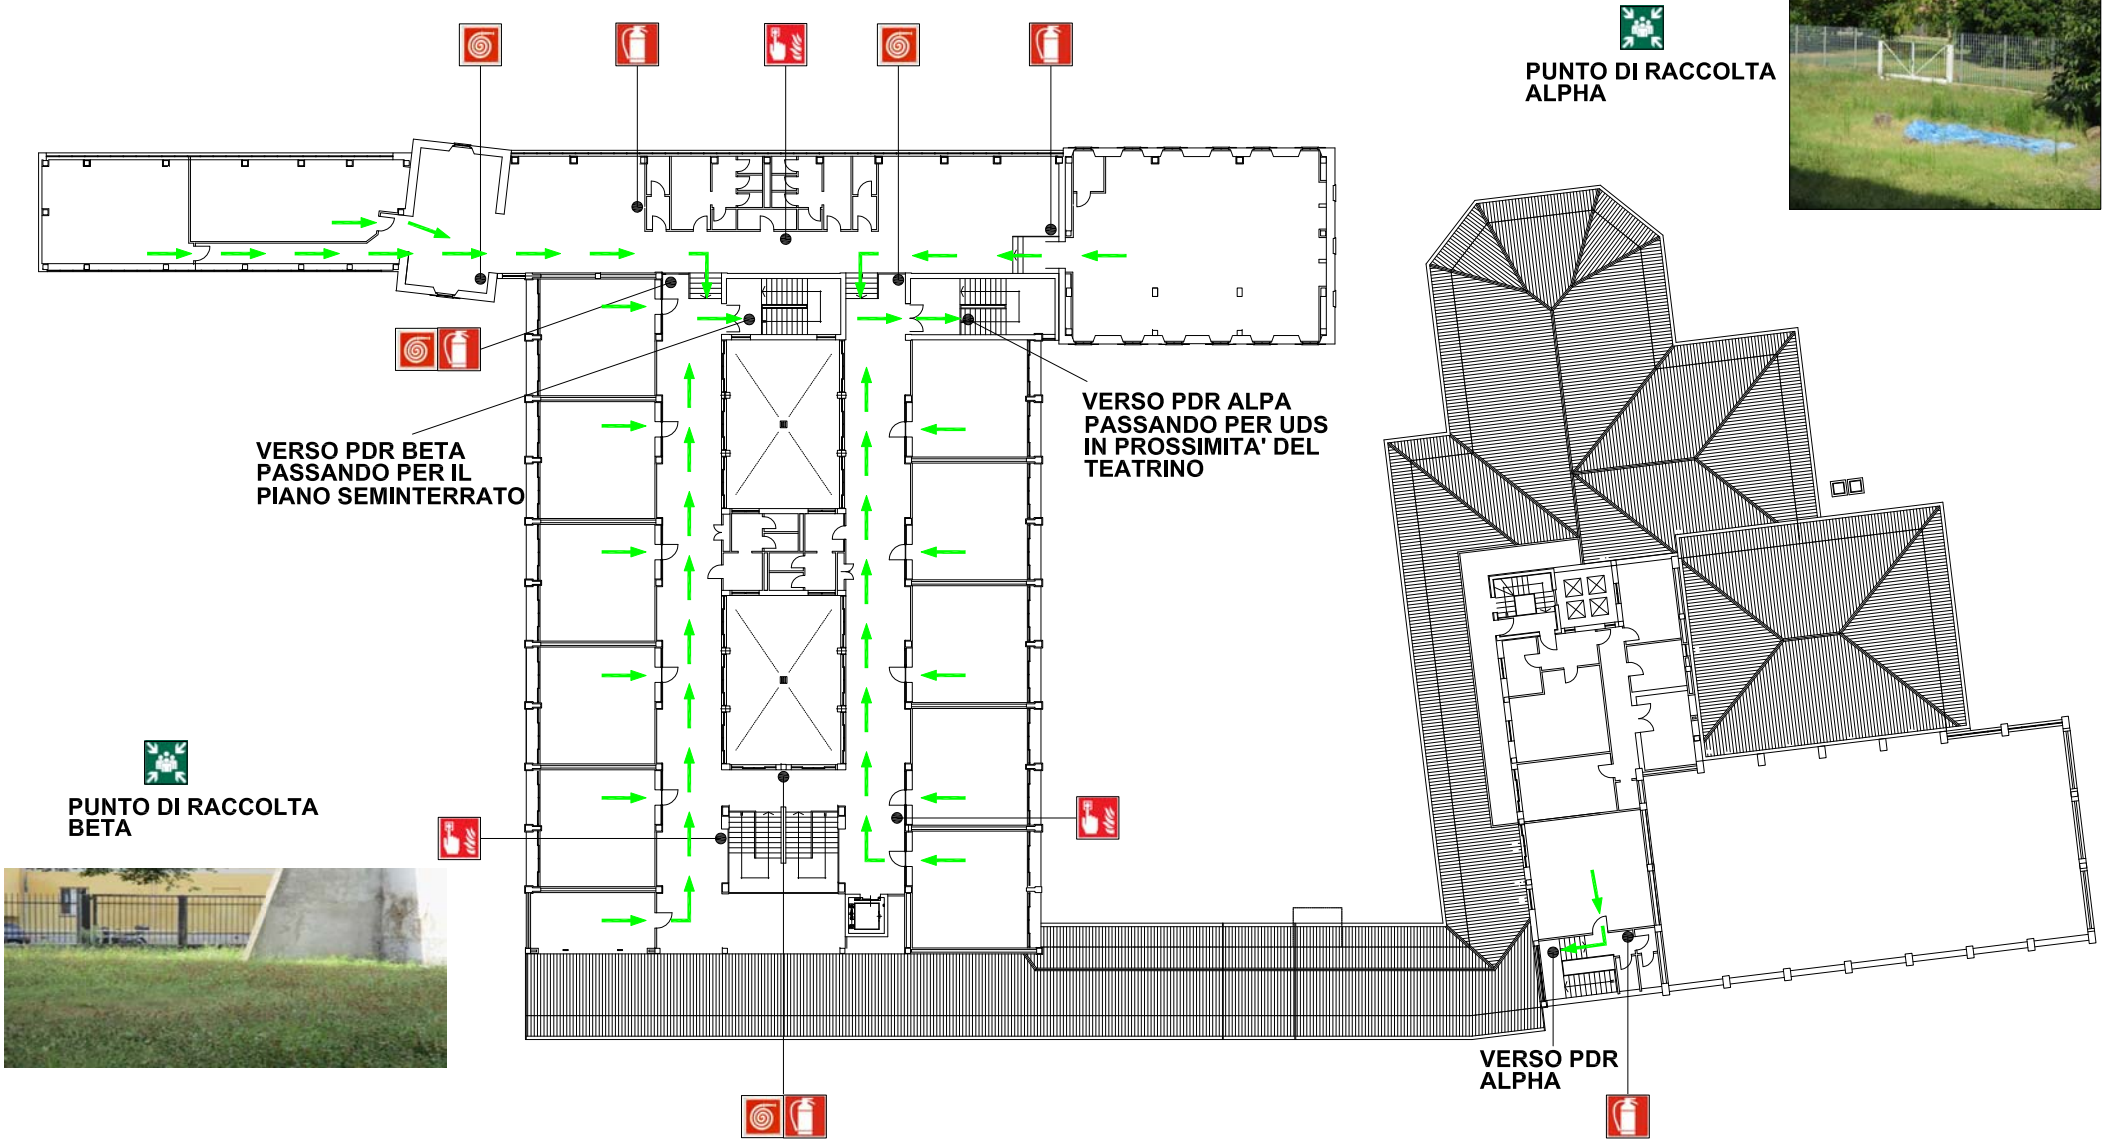 PUNTO DI RACCOLTA
ALPHA
VERSO PDR ALPA
PASSANDO PER UDS
IN PROSSIMITA' DEL
TEATRINO
VERSO PDR BETA
PASSANDO PER IL
PIANO SEMINTERRATO
PUNTO DI RACCOLTA
BETA
VERSO PDR
ALPHA